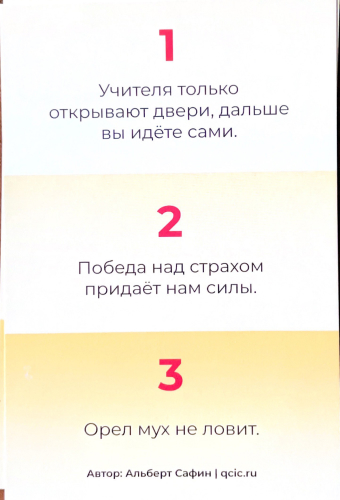 1
Учителя только
открывают двери, дальше
вы идёте сами.
2
Победа над страхом
придаёт нам силы.
3
Орел мух не ловит.
Автор: Альберт Сафин | qcic.ru